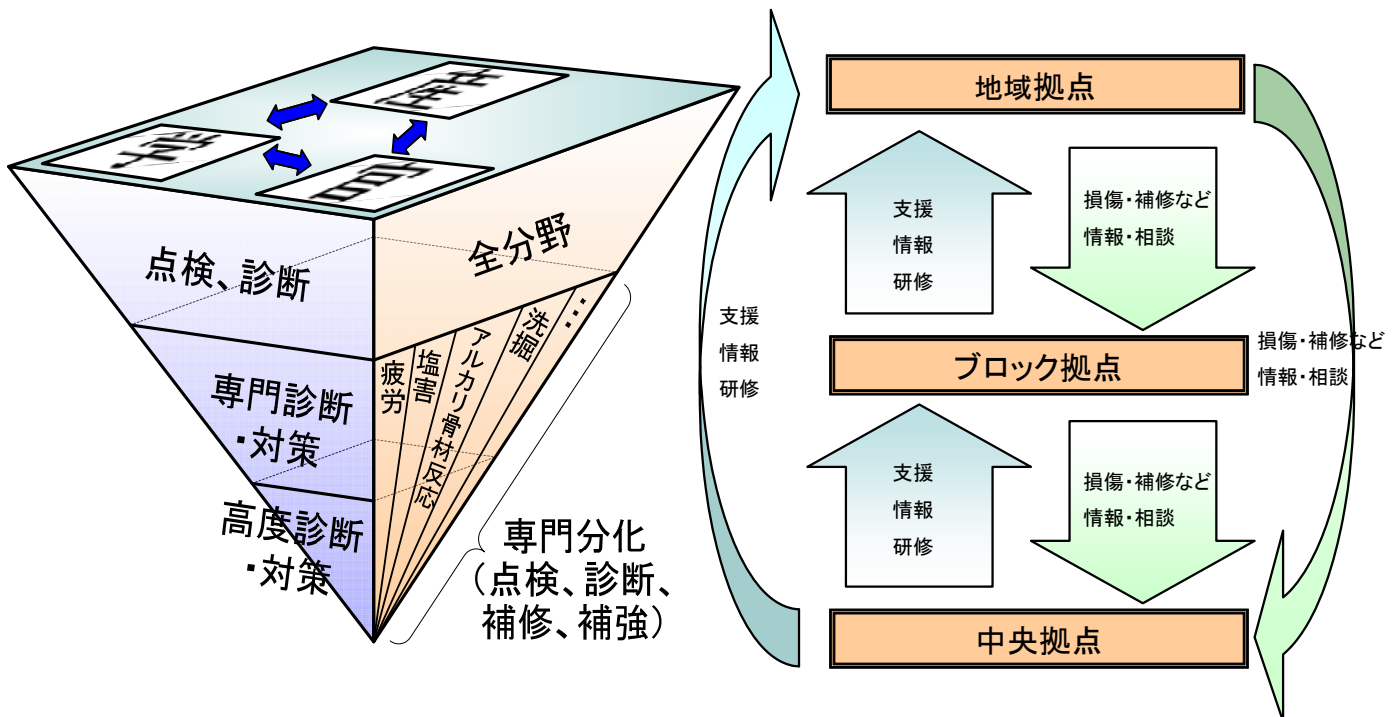 産
学
官
点検、診断
全分野
専門診断
・対策
高度診断
・対策
疲労
塩害
アルカリ骨材反応
洗掘
・・・
専門分化
(点検、診断、
補修、補強)
地域拠点
支援
情報
研修
損傷・補修など
情報・相談
ブロック拠点
支援
情報
研修
損傷・補修など
情報・相談
中央拠点
支援
情報
研修
損傷・補修など
情報・相談